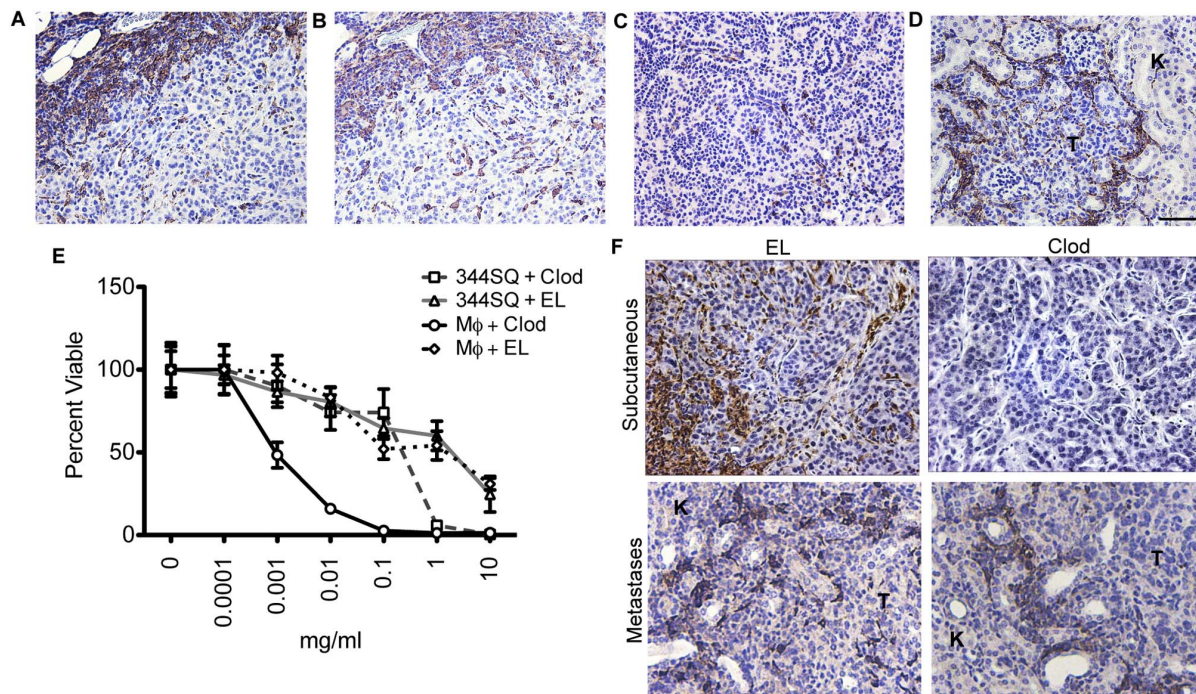 A
B
C
D
K
T
E
344SQ + Clod
344SQ + EL
Mϕ + Clod
Mϕ + EL
150
100
50
0
Percent Viable
0
0.0001
0.001
0.01
0.1
1
10
mg/ml
F
EL
Clod
Subcutaneous
Metastases
K
T
T
K